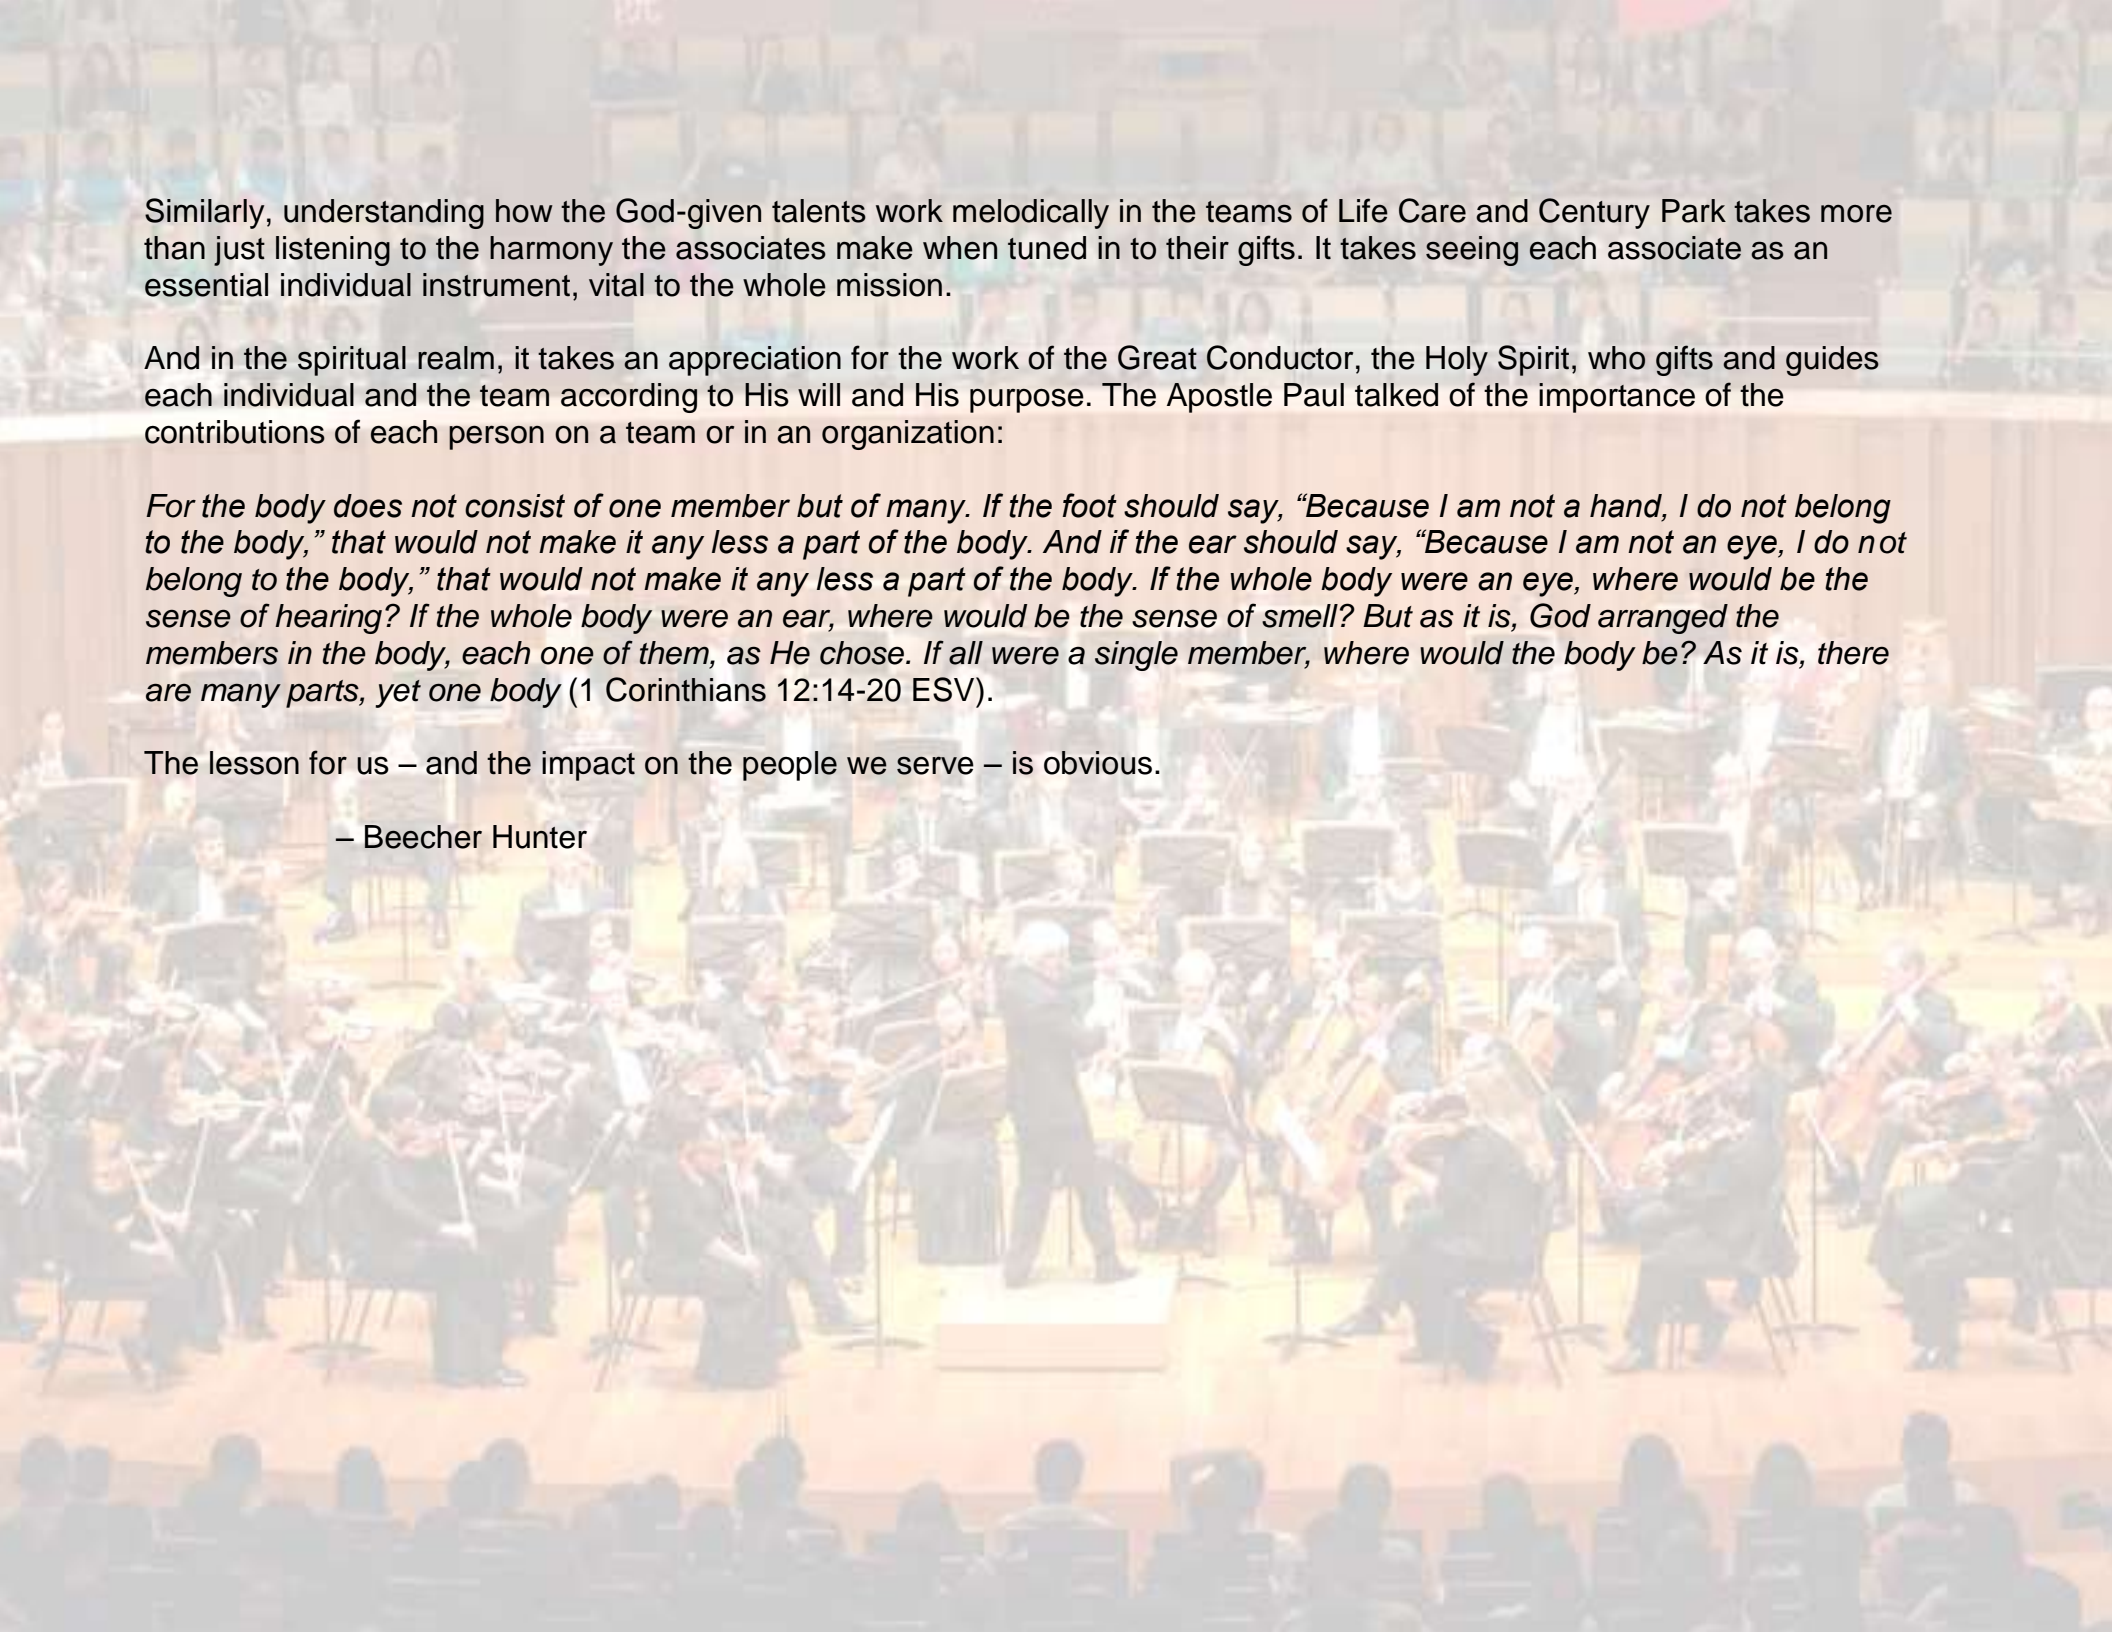 Similarly, understanding how the God-given talents work melodically in the teams of Life Care and Century Park takes more
than just listening to the harmony the associates make when tuned in to their gifts. It takes seeing each associate as an
essential individual instrument, vital to the whole mission.
And in the spiritual realm, it takes an appreciation for the work of the Great Conductor, the Holy Spirit, who gifts and guides
each individual and the team according to His will and His purpose. The Apostle Paul talked of the importance of the
contributions of each person on a team or in an organization:
For the body does not consist of one member but of many. If the foot should say, “Because I am not a hand, I do not belong
to the body,” that would not make it any less a part of the body. And if the ear should say, “Because I am not an eye, I do not
belong to the body,” that would not make it any less a part of the body. If the whole body were an eye, where would be the
sense of hearing? If the whole body were an ear, where would be the sense of smell? But as it is, God arranged the
members in the body, each one of them, as He chose. If all were a single member, where would the body be? As it is, there
are many parts, yet one body (1 Corinthians 12:14-20 ESV).
The lesson for us – and the impact on the people we serve – is obvious.
– Beecher Hunter